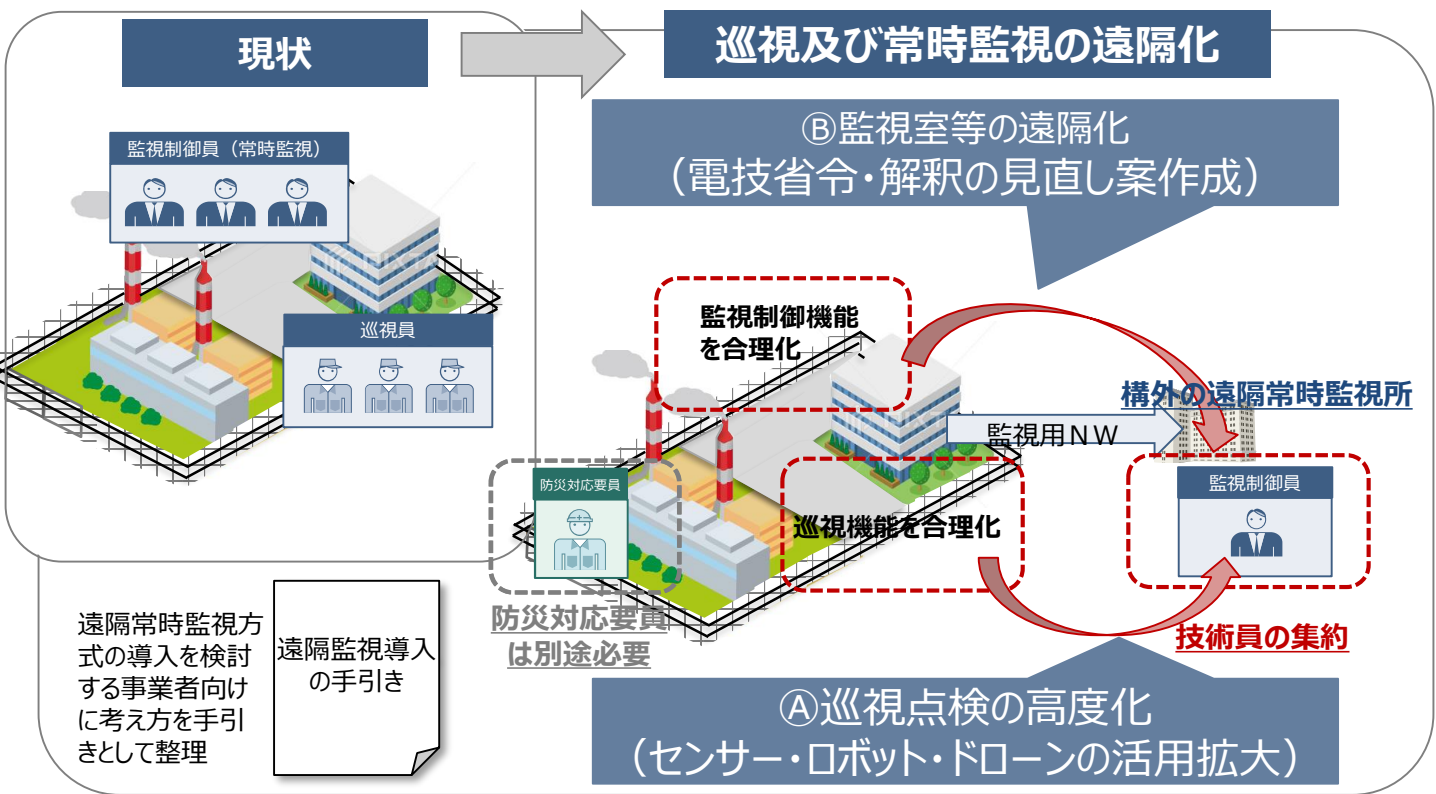 現状
巡視及び常時監視の遠隔化
監視制御員（常時監視）
巡視員
Ⓑ監視室等の遠隔化
（電技省令・解釈の見直し案作成）
監視制御機能
を合理化
構外の遠隔常時監視所
監視用NW
監視制御員
防災対応要員
巡視機能を合理化
防災対応要員
は別途必要
技術員の集約
遠隔常時監視方
式の導入を検討
する事業者向け
に考え方を手引
きとして整理
遠隔監視導入
の手引き
Ⓐ巡視点検の高度化
（センサー・ロボット・ドローンの活用拡大）